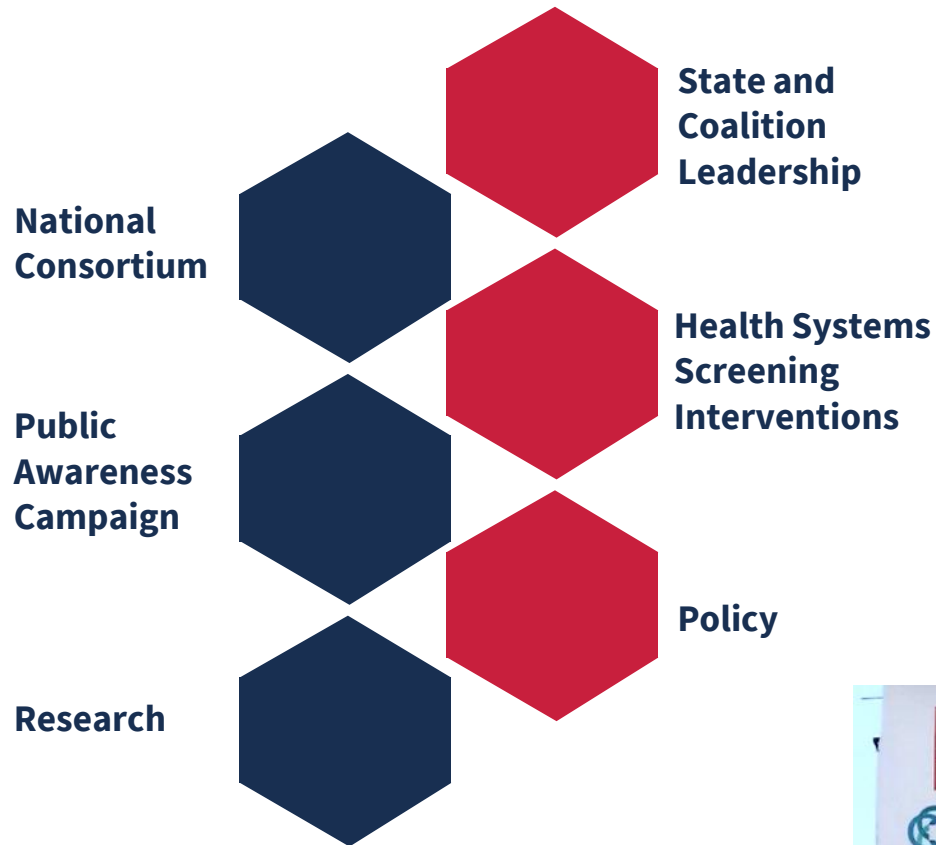 State and
Coalition
Leadership
National
Consortium
Health Systems
Screening
Interventions
Public
Awareness
Campaign
Policy
Research